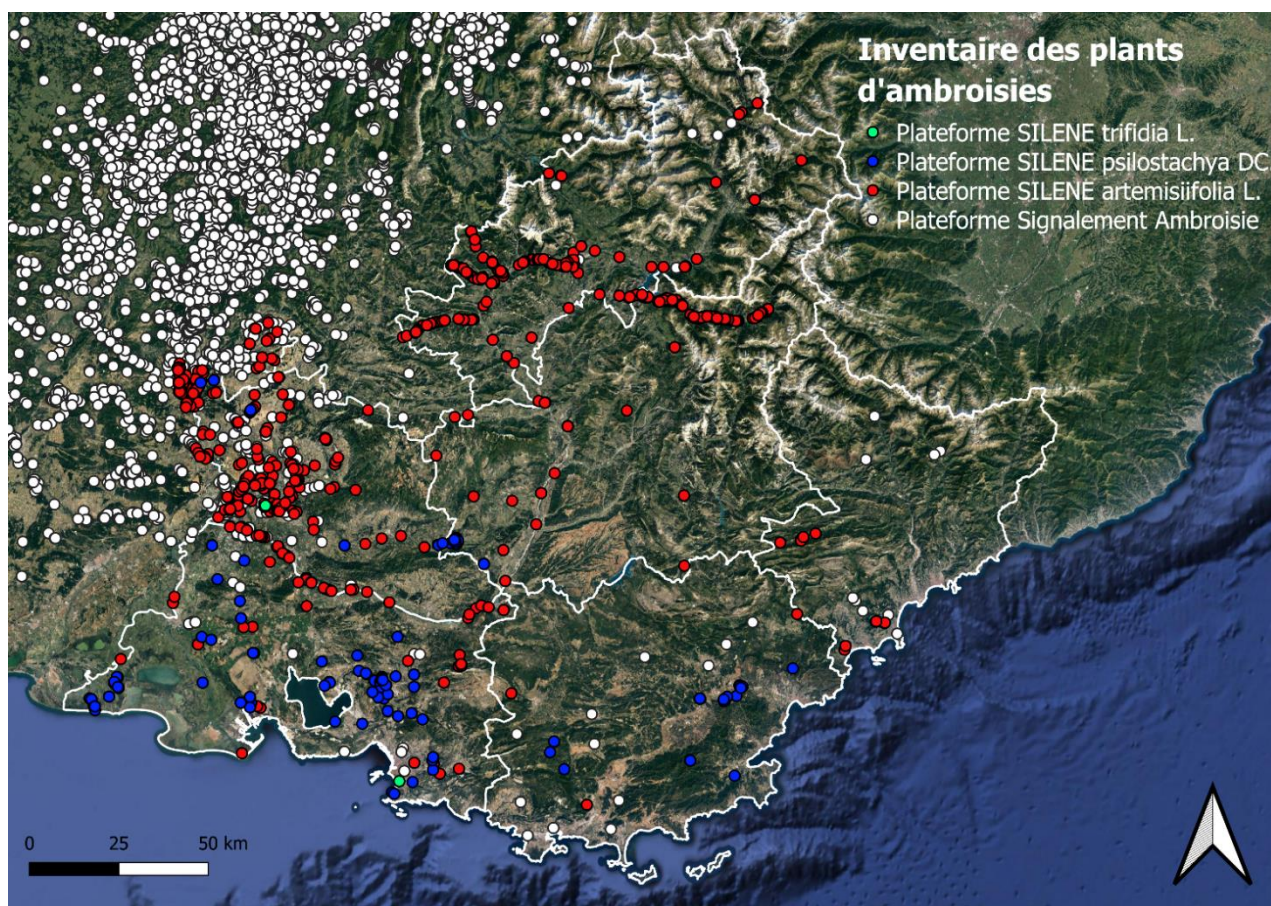 Inventaire des plants
d'ambroisies
Plateforme SILENE trifidia L.
Plateforme SILENE psilostachya DC.
Plateforme SILENE artemisiifolia L.
Plateforme Signalement Ambroisie
0 25 50 km